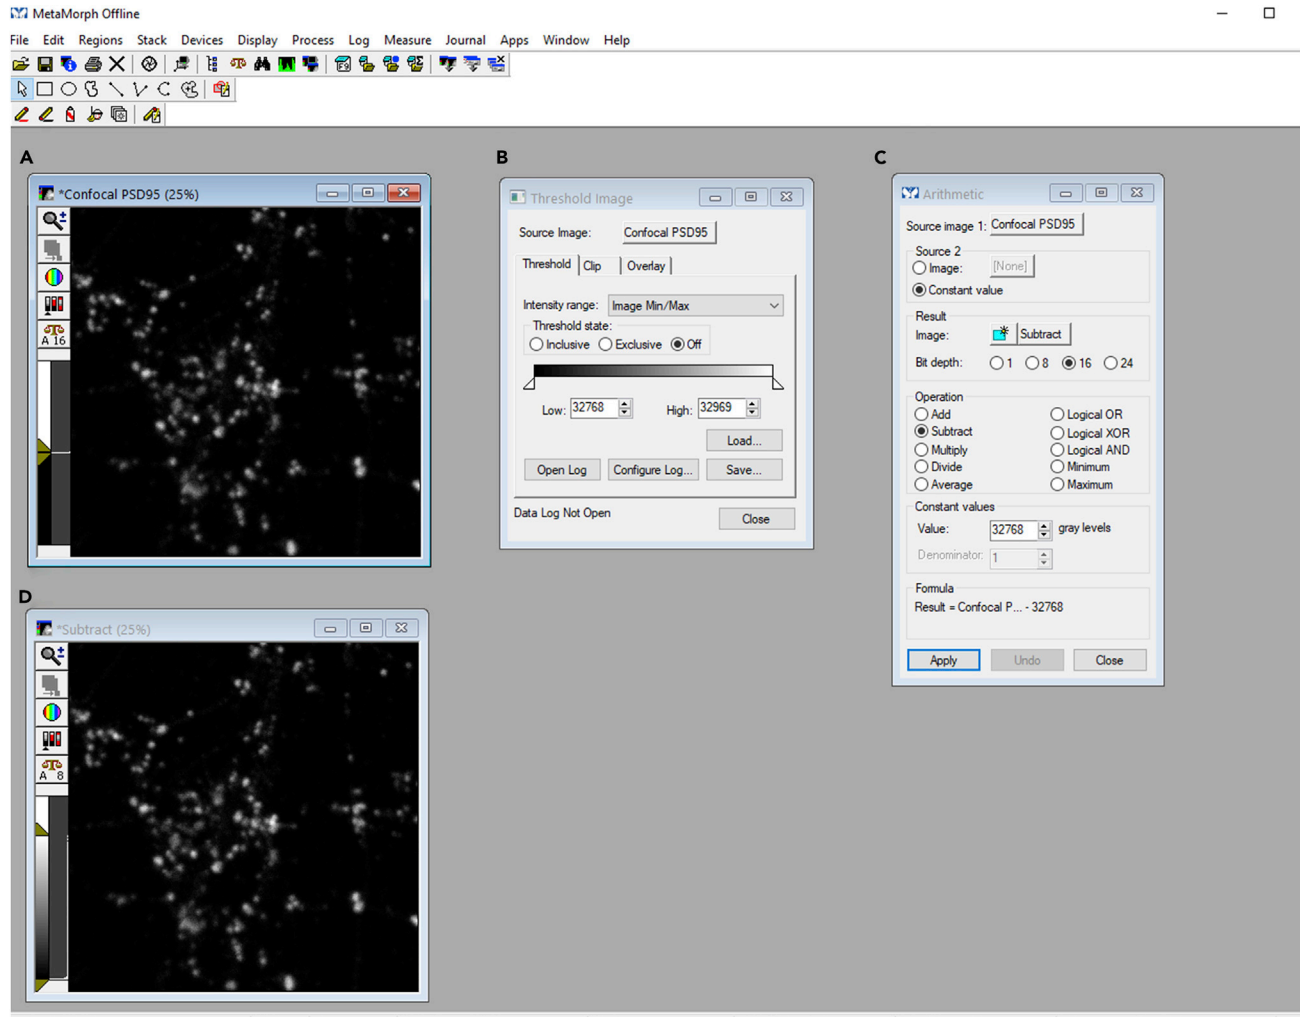 MetaMorph Offline
File Edit Regions Stack Devices Display Process Log Measure Journal Apps Window Help
A
*Confocal PSD95 (25%)
A 16
B
Threshold Image
Source Image: Confocal PSD95
Threshold Clip Overlay
Intensity range: Image Min/Max
Threshold state:
Inclusive Exclusive Off
Low: 32768 High: 32969
Load...
Open Log Configure Log... Save...
Data Log Not Open
Close
C
Arithmetic
Source image 1: Confocal PSD95
Source 2
Image: [None]
Constant value
Result
Image: Subtract
Bit depth: 1 8 16 24
Operation
Add Logical OR
Subtract Logical XOR
Multiply Logical AND
Divide Minimum
Average Maximum
Constant values
Value: 32768 gray levels
Denominator: 1
Formula
Result = Confocal P... - 32768
Apply Undo Close
D
*Subtract (25%)
A 8